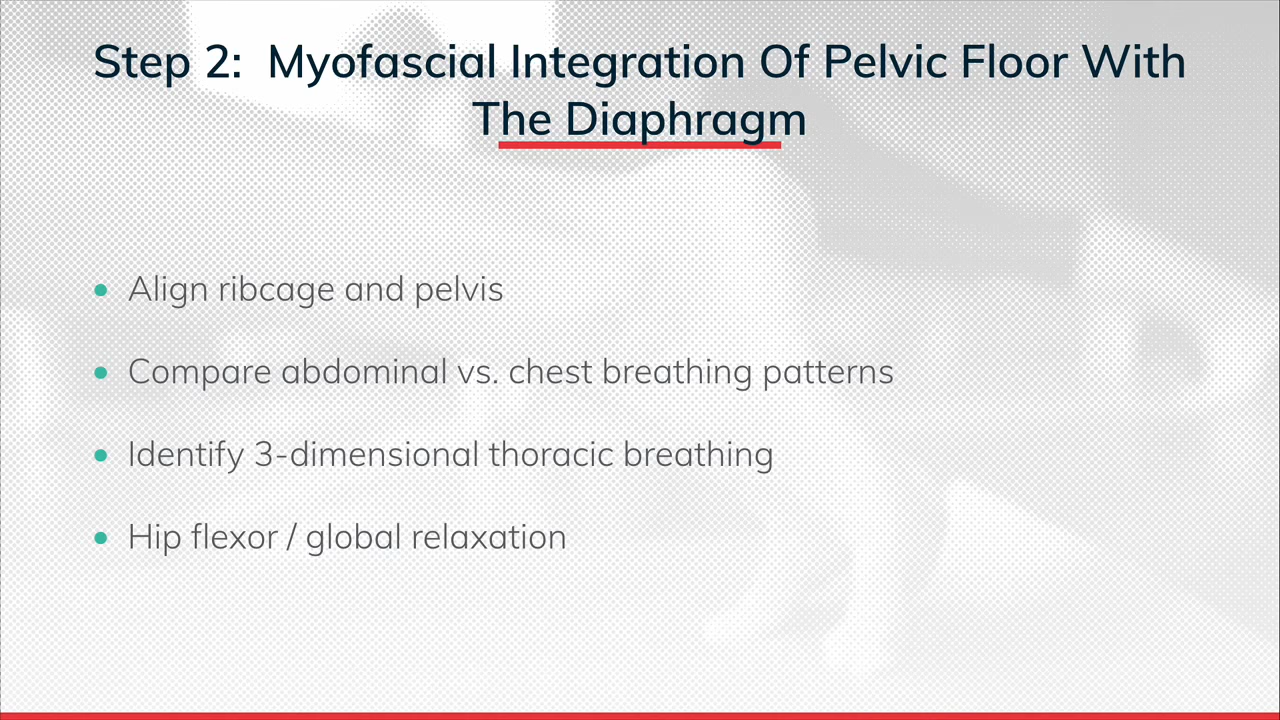 Step 2:  Myofascial Integration Of Pelvic Floor With
The Diaphragm
• Align ribcage and pelvis
• Compare abdominal vs. chest breathing patterns
• Identify 3-dimensional thoracic breathing
• Hip flexor / global relaxation